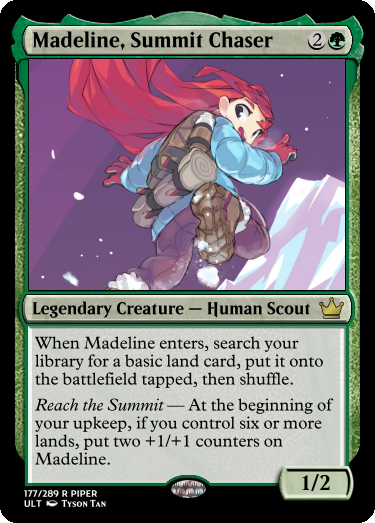 Madeline, Summit Chaser 2
Legendary Creature — Human Scout
When Madeline enters, search your
library for a basic land card, put it onto
the battlefield tapped, then shuffle.
Reach the Summit — At the beginning of
your upkeep, if you control six or more
lands, put two +1/+1 counters on
Madeline.
1/2
177/289 R PIPER
ULT Tyson Tan